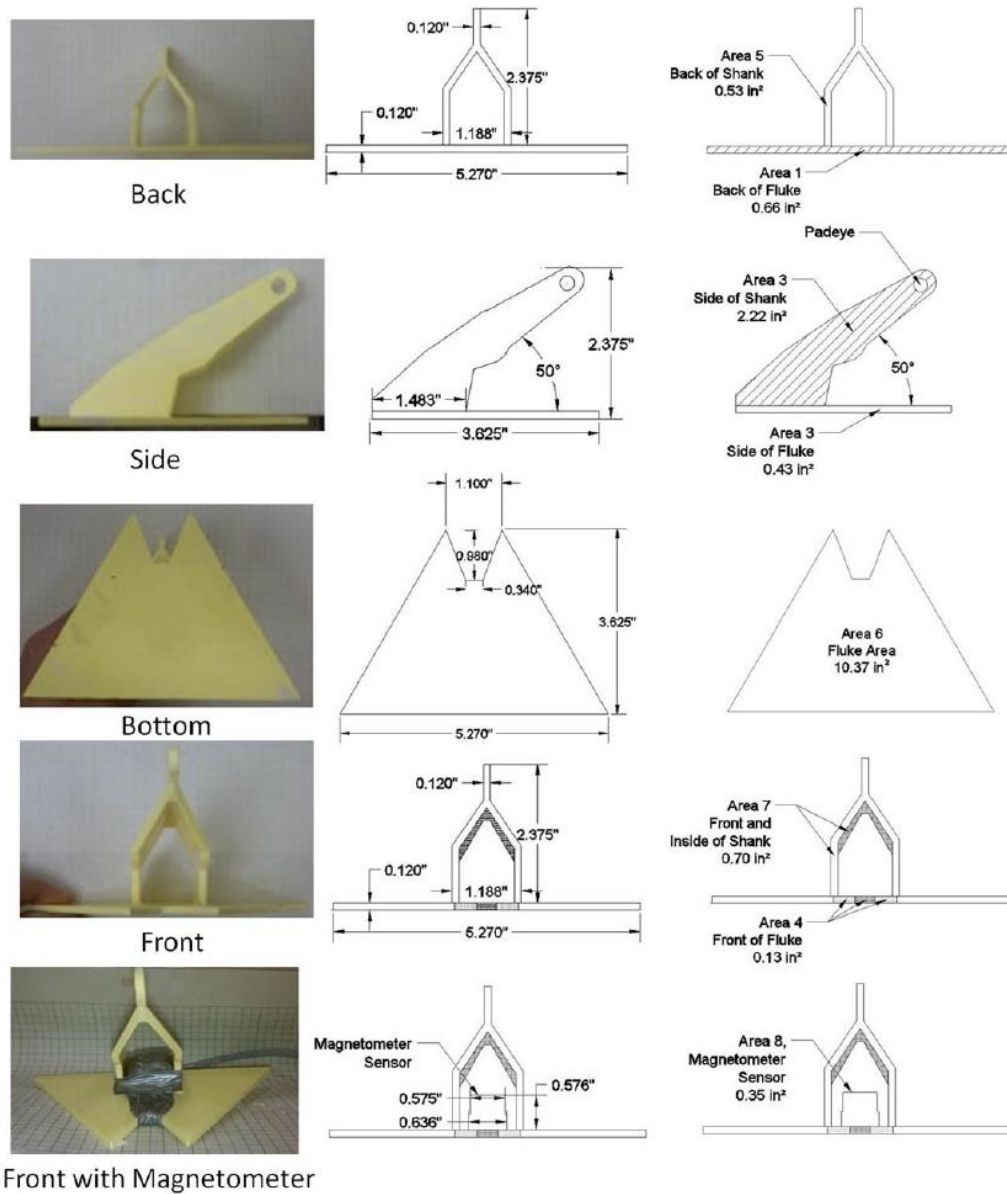 0.120"
2.375"
0.120"
1.188"
5.270"
Area 5
Back of Shank
0.53 in²
Area 1
Back of Fluke
0.66 in²
Back
Padeye
Area 3
Side of Shank
2.22 in²
2.375"
50°
50°
1.483"
3.625"
Area 3
Side of Fluke
0.43 in²
Side
1.100"
0.980"
0.340"
3.625"
Area 6
Fluke Area
10.37 in²
5.270"
Bottom
0.120"
2.375"
0.120"
1.188"
5.270"
Area 7
Front and
Inside of Shank
0.70 in²
Area 4
Front of Fluke
0.13 in²
Front
Magnetometer
Sensor
0.575"
0.576"
0.636"
Area 8,
Magnetometer
Sensor
0.35 in²
Front with Magnetometer